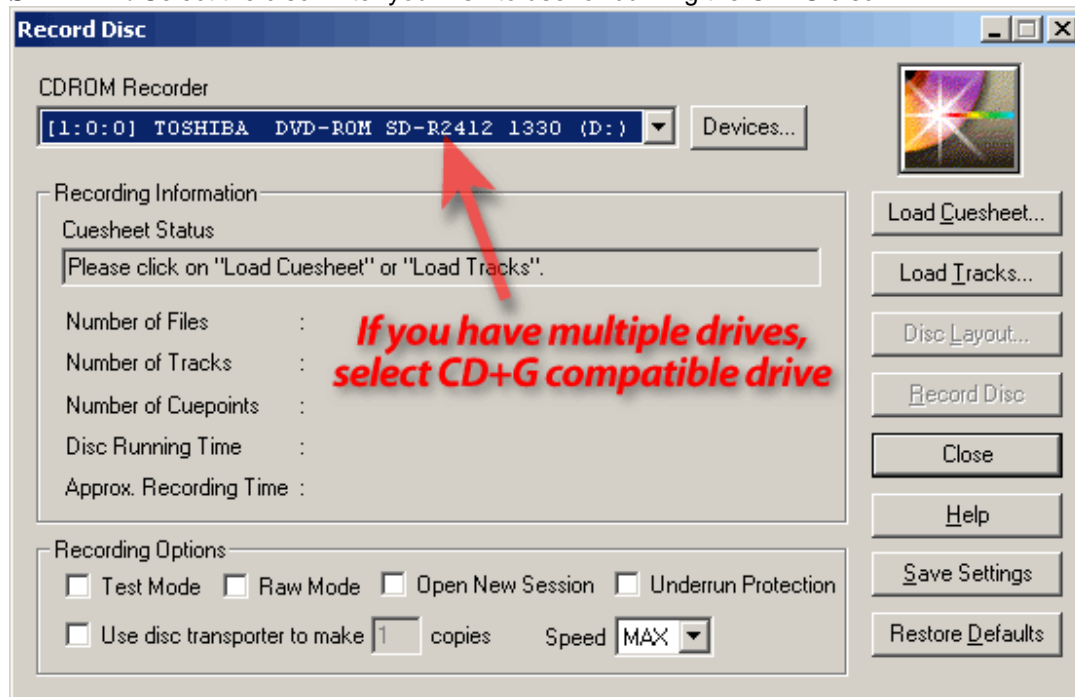 Record Disc
CDROM Recorder
[1:0:0] TOSHIBA DVD-ROM SD-R2412 1330 (D:)
Devices...
Recording Information
Cuesheet Status
Please click on "Load Cuesheet" or "Load Tracks".
Number of Files :
Number of Tracks :
Number of Cuepoints :
Disc Running Time :
Approx. Recording Time :
If you have multiple drives,
select CD+G compatible drive
Recording Options
Test Mode Raw Mode Open New Session Underrun Protection
Use disc transporter to make 1 copies Speed MAX
Load Cuesheet...
Load Tracks...
Disc Layout...
Record Disc
Close
Help
Save Settings
Restore Defaults